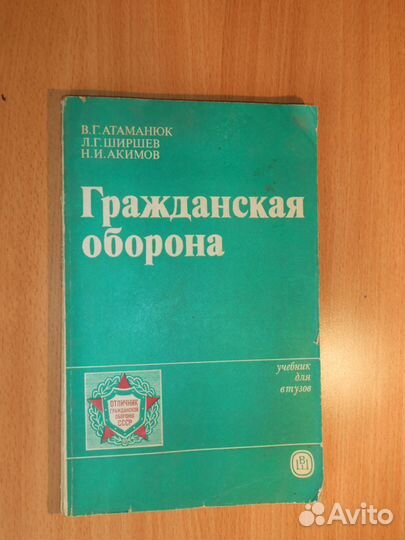 В.Г.АТАМАНЮК
Л.Г.ШИРШЕВ
Н.И.АКИМОВ
Гражданская
оборона
учебник
для
втузов
ОТЛИЧНИК
ГРАЖДАНСКОЙ
ОБОРОНЫ
СССР
Avito